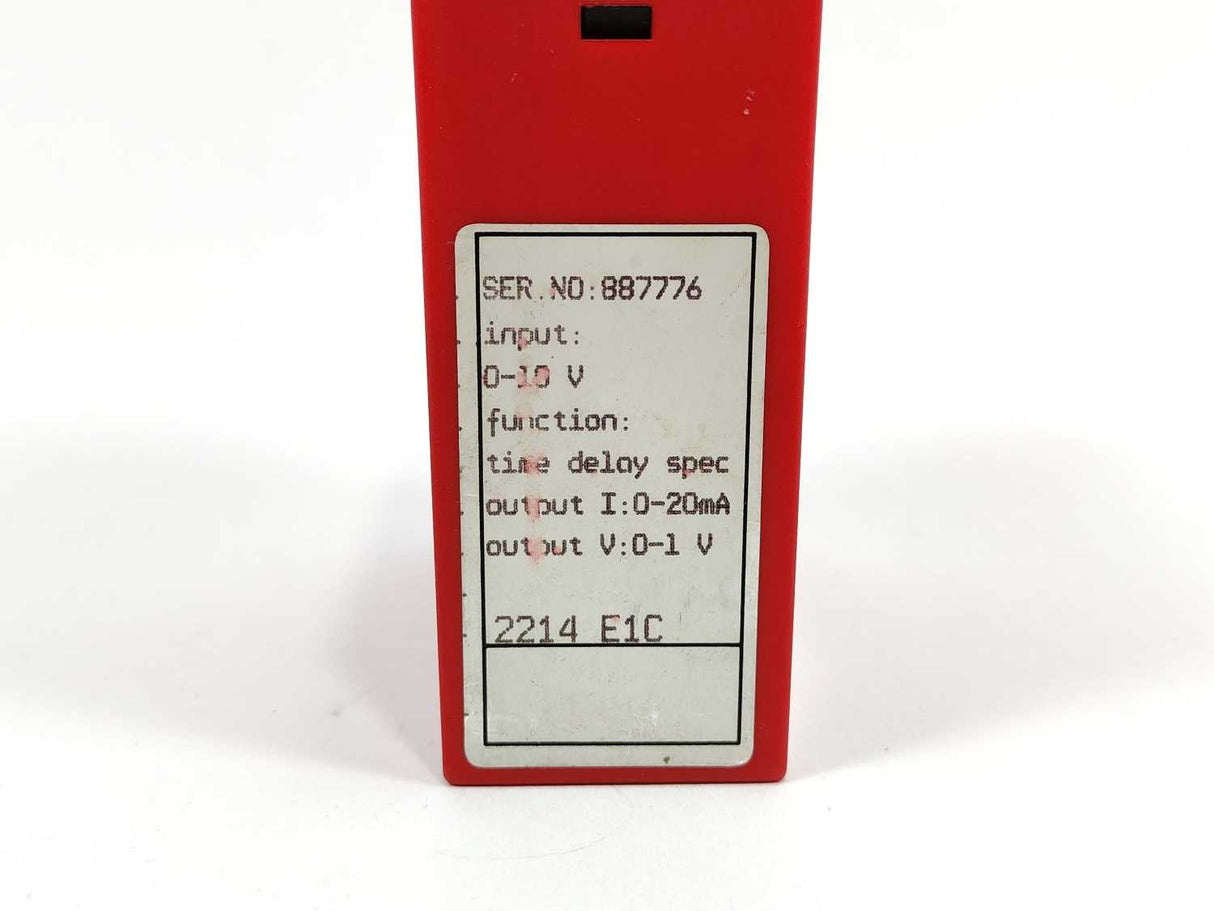 SER.NO:887776
input:
0-10 V
function:
time delay spec
output I:0-20mA
output V:0-1 V
2214 E1C